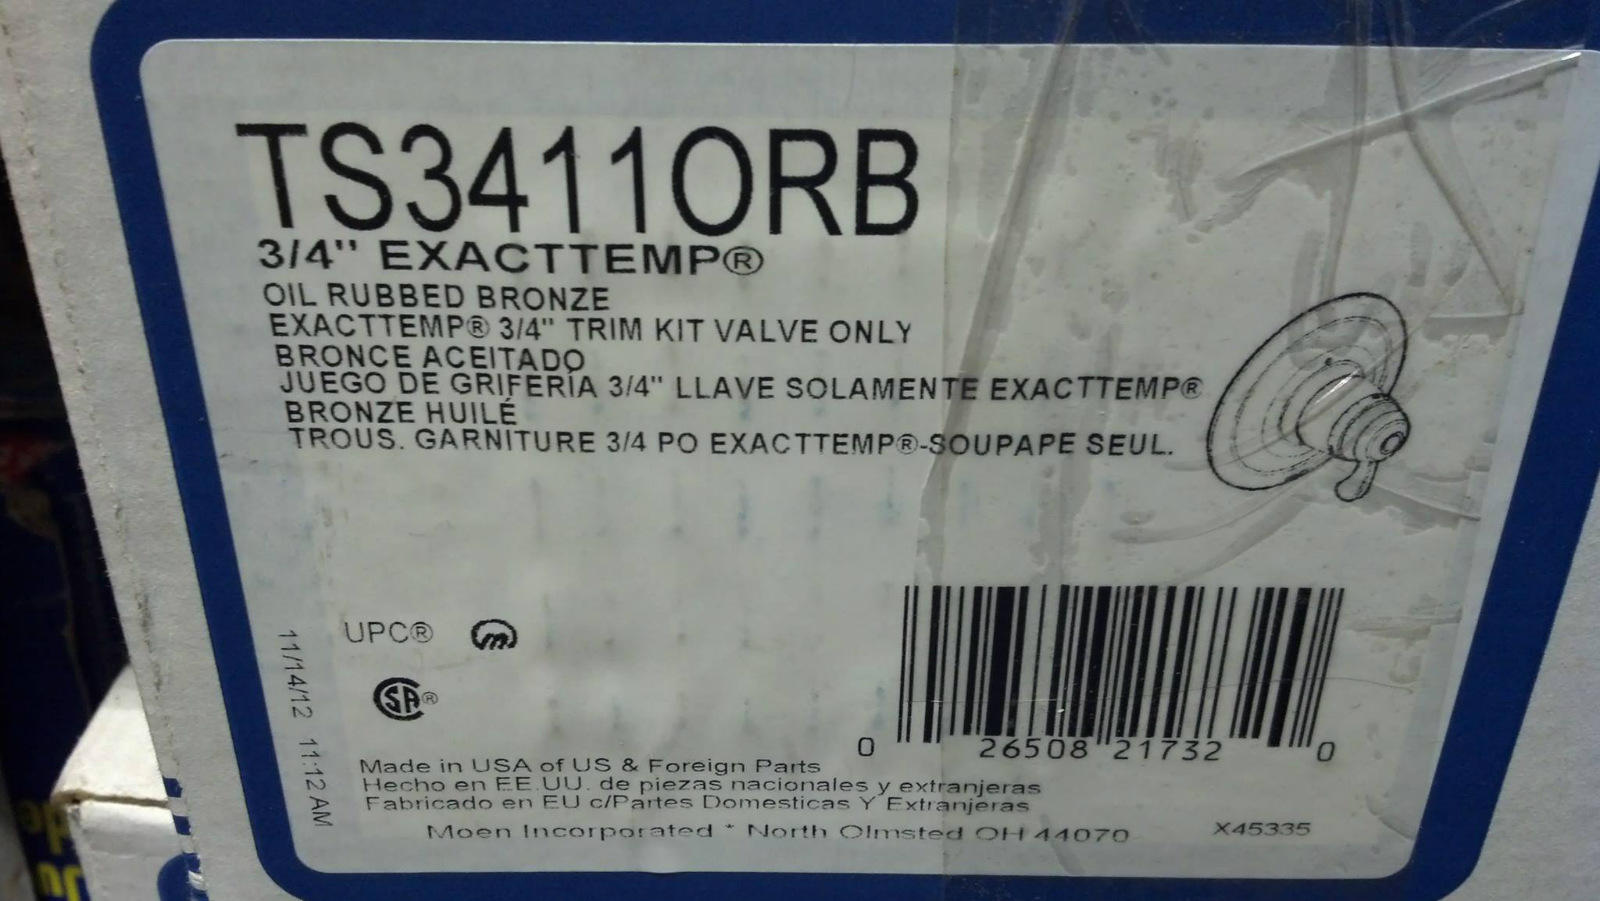 TS3411ORB
3/4" EXACTTEMP®
OIL RUBBED BRONZE
EXACTTEMP® 3/4" TRIM KIT VALVE ONLY
BRONCE ACEITADO
JUEGO DE GRIFERÍA 3/4" LLAVE SOLAMENTE EXACTTEMP®
BRONZE HUILÉ
TROUS. GARNITURE 3/4 PO EXACTTEMP®-SOUPAPE SEUL.
UPC®
SA®
11/14/12 11:12 AM
0 26508 21732 0
Made in USA of US & Foreign Parts
Hecho en EE.UU. de piezas nacionales y extranjeras
Fabricado en EU c/Partes Domesticas Y Extranjeras
Moen Incorporated * North Olmsted OH 44070
X45335